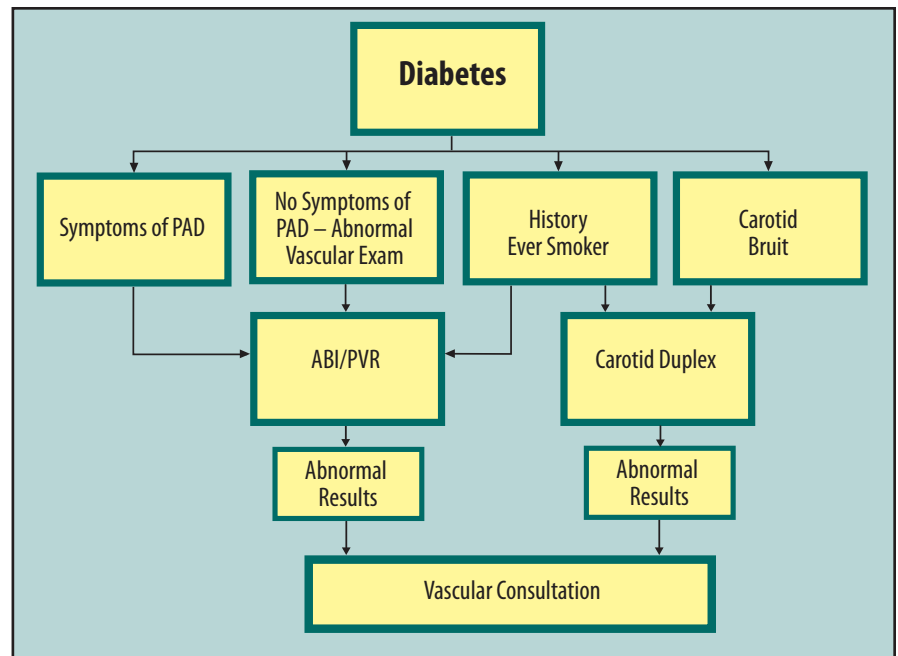 Diabetes
Symptoms of PAD
No Symptoms of
PAD – Abnormal
Vascular Exam
History
Ever Smoker
Carotid
Bruit
ABI/PVR
Carotid Duplex
Abnormal
Results
Abnormal
Results
Vascular Consultation